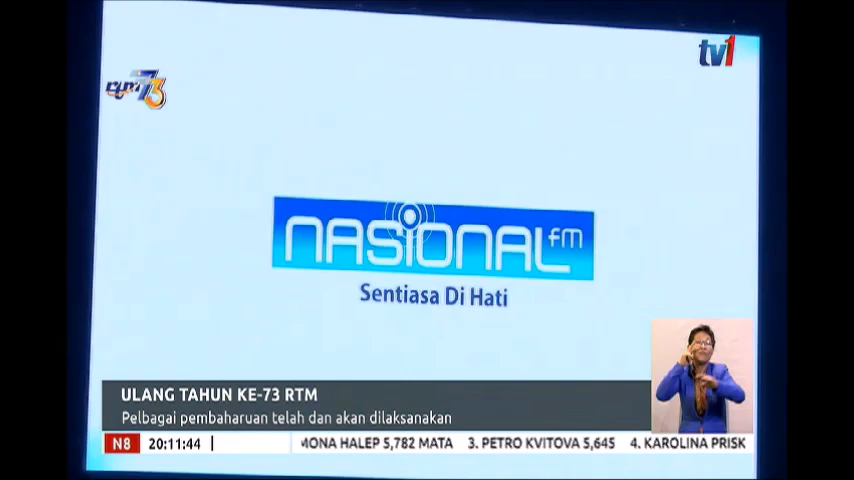 tv1
RTM 73
NASIONAL fm
Sentiasa Di Hati
ULANG TAHUN KE-73 RTM
Pelbagai pembaharuan telah dan akan dilaksanakan
N8 20:11:44 MONA HALEP 5,782 MATA 3. PETRO KVITOVA 5,645 4. KAROLINA PRISK